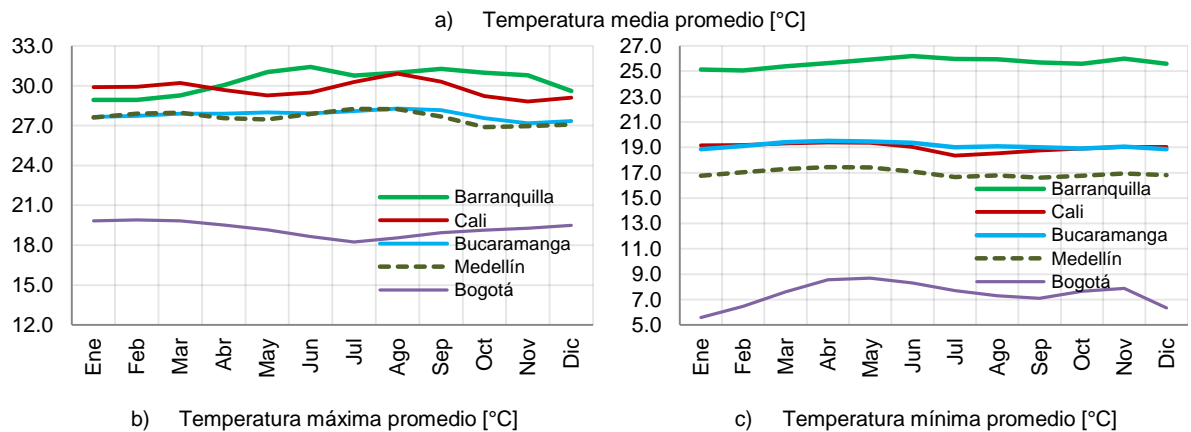 a) Temperatura media promedio [°C]
33.0
30.0
27.0
24.0
21.0
18.0
15.0
12.0
Barranquilla
Cali
Bucaramanga
Medellín
Bogotá
Ene Feb Mar Abr May Jun Jul Ago Sep Oct Nov Dic
b) Temperatura máxima promedio [°C]
27.0
25.0
23.0
21.0
19.0
17.0
15.0
13.0
11.0
9.0
7.0
5.0
Barranquilla
Cali
Bucaramanga
Medellín
Bogotá
Ene Feb Mar Abr May Jun Jul Ago Sep Oct Nov Dic
c) Temperatura mínima promedio [°C]